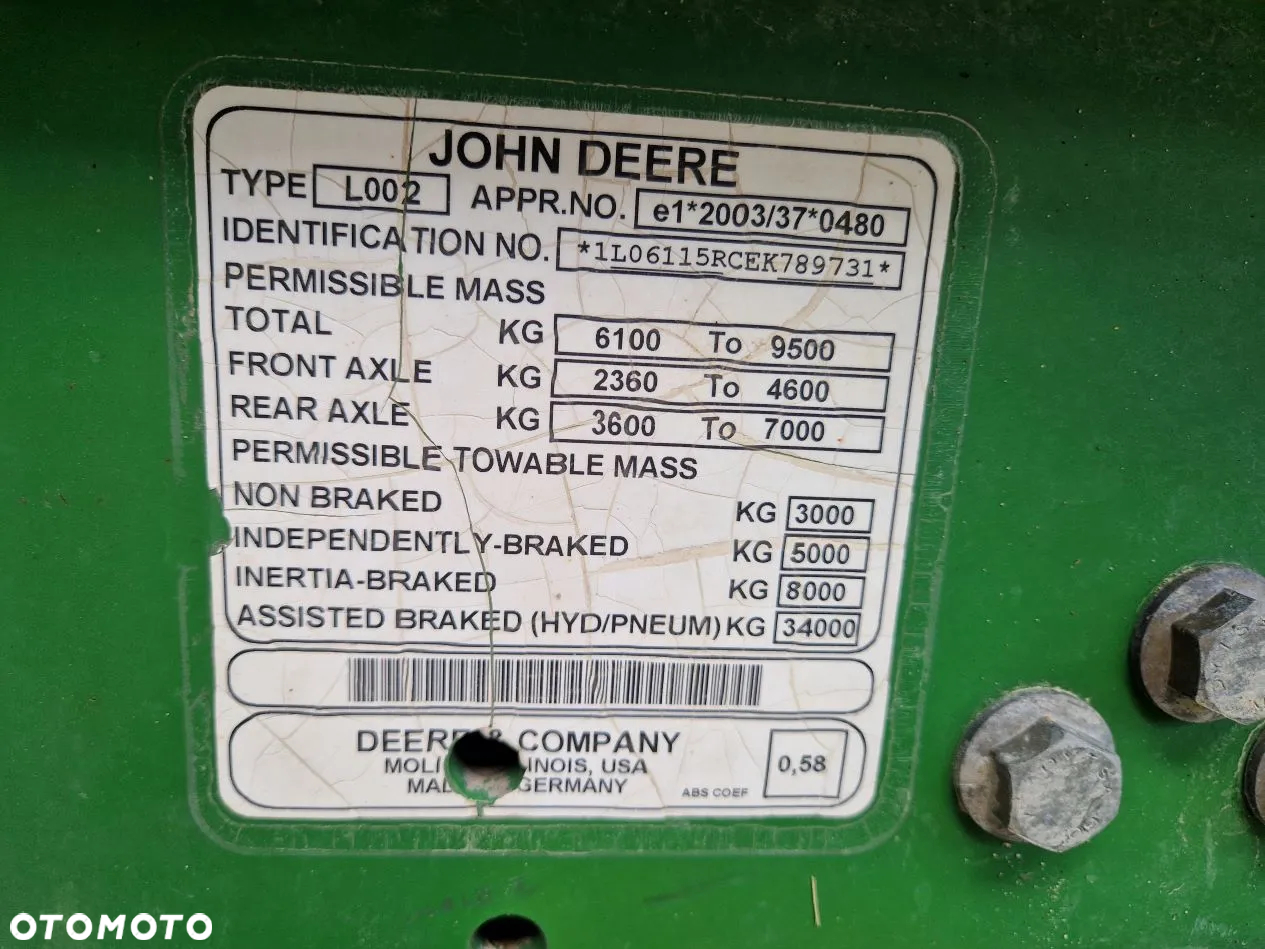 JOHN DEERE
TYPE L002 APPR.NO. e1*2003/37*0480
IDENTIFICATION NO. *1L06115RCEK789731*
PERMISSIBLE MASS
TOTAL KG 6100 To 9500
FRONT AXLE KG 2360 To 4600
REAR AXLE KG 3600 To 7000
PERMISSIBLE TOWABLE MASS
NON BRAKED KG 3000
INDEPENDENTLY-BRAKED KG 5000
INERTIA-BRAKED KG 8000
ASSISTED BRAKED (HYD/PNEUM) KG 34000
DEERE & COMPANY
USA
GERMANY
ABS COEF 0,58
OTOMOTO